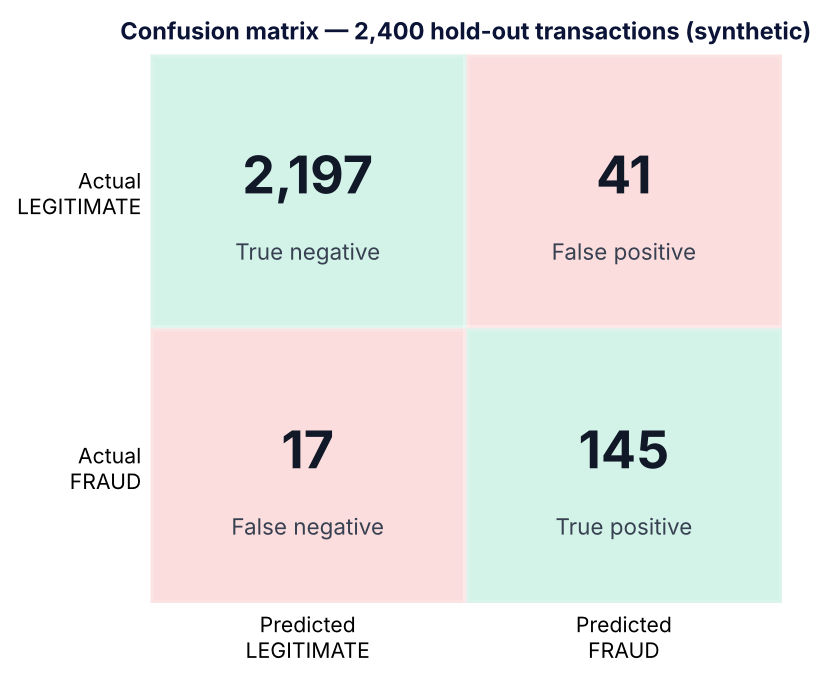 Confusion matrix — 2,400 hold-out transactions (synthetic)
Actual
LEGITIMATE
2,197
True negative
41
False positive
Actual
FRAUD
17
False negative
145
True positive
Predicted
LEGITIMATE
Predicted
FRAUD